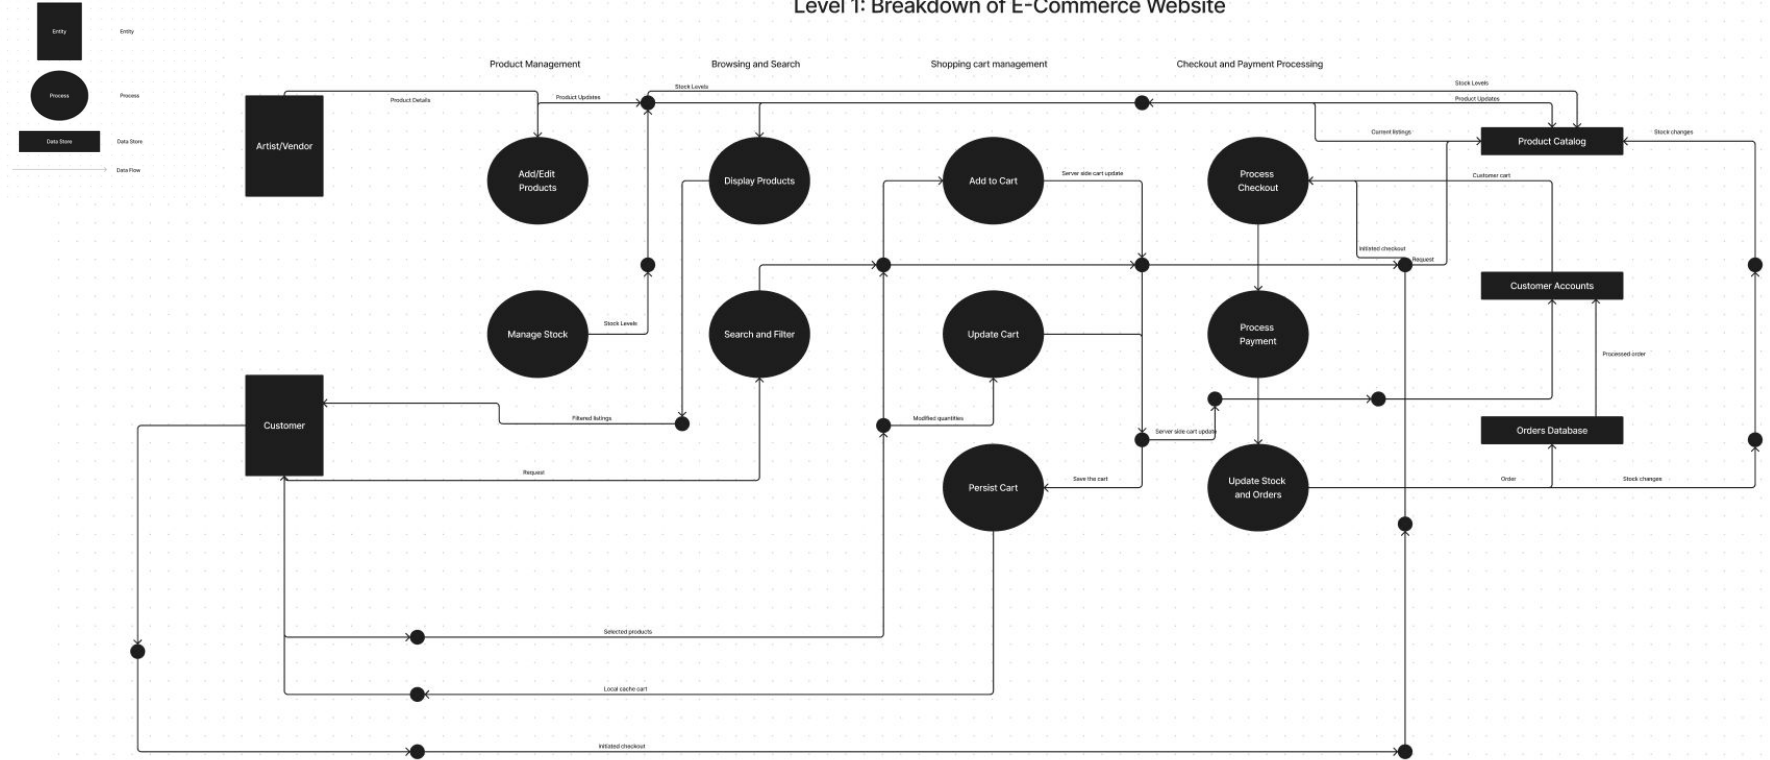 Level 1: Breakdown of E-Commerce Website
Entity
Entity
Process
Process
Data Store
Data Store
Data Flow
Product Management
Browsing and Search
Shopping cart management
Checkout and Payment Processing
Artist/Vendor
Product Details
Product Updates
Stock Levels
Stock Levels
Product Updates
Current listings
Product Catalog
Stock changes
Add/Edit
Products
Display Products
Add to Cart
Server side cart update
Process
Checkout
Customer cart
Initiated checkout
Request
Customer Accounts
Manage Stock
Stock Levels
Search and Filter
Update Cart
Process
Payment
Processed order
Customer
Filtered listings
Modified quantities
Server side cart update
Orders Database
Request
Persist Cart
Save the cart
Update Stock
and Orders
Order
Stock changes
Selected products
Local cache cart
Initiated checkout